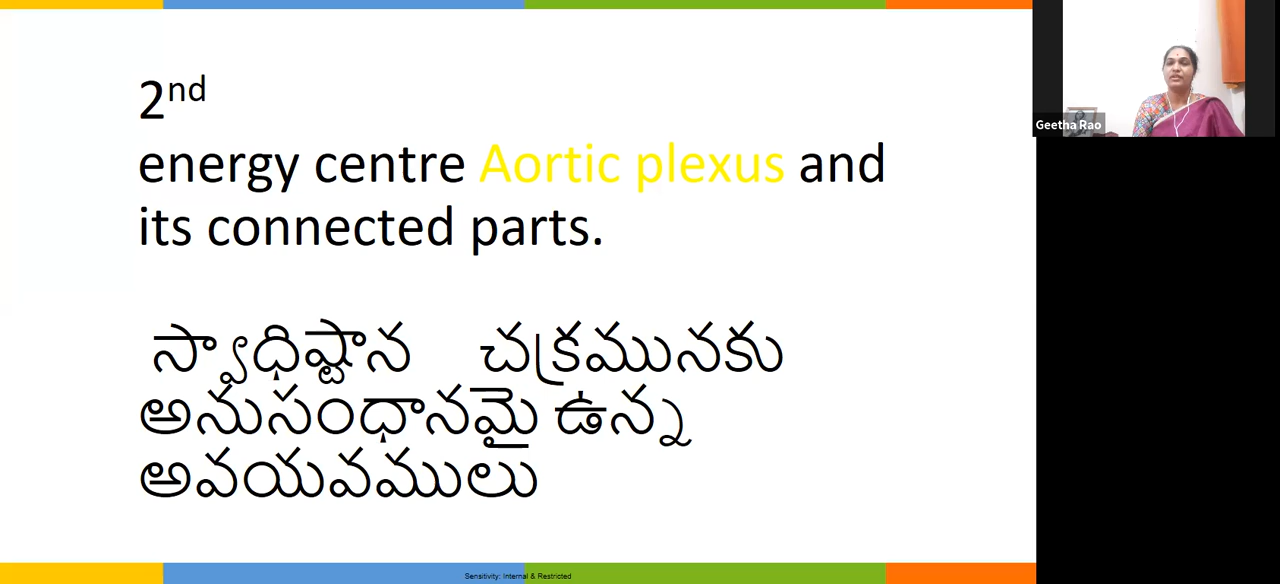 2nd
energy centre Aortic plexus and
its connected parts.
స్వాధిష్టాన చక్రమునకు
అనుసంధానమై ఉన్న
అవయవములు
Sensitivity: Internal & Restricted
Geetha Rao